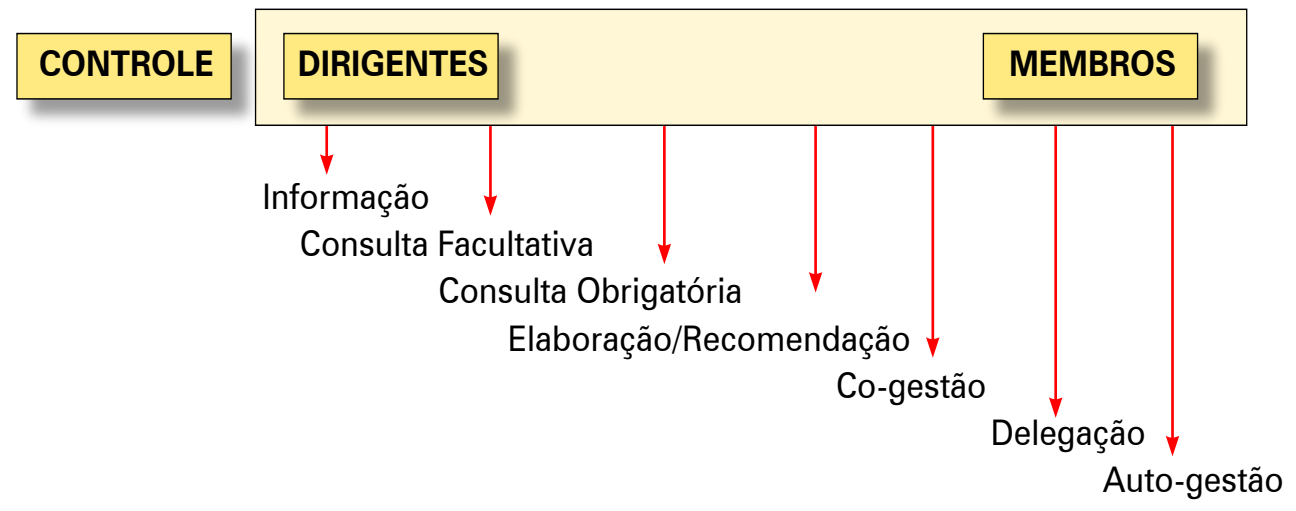 CONTROLE
DIRIGENTES
MEMBROS
Informação
Consulta Facultativa
Consulta Obrigatória
Elaboração/Recomendação
Co-gestão
Delegação
Auto-gestão